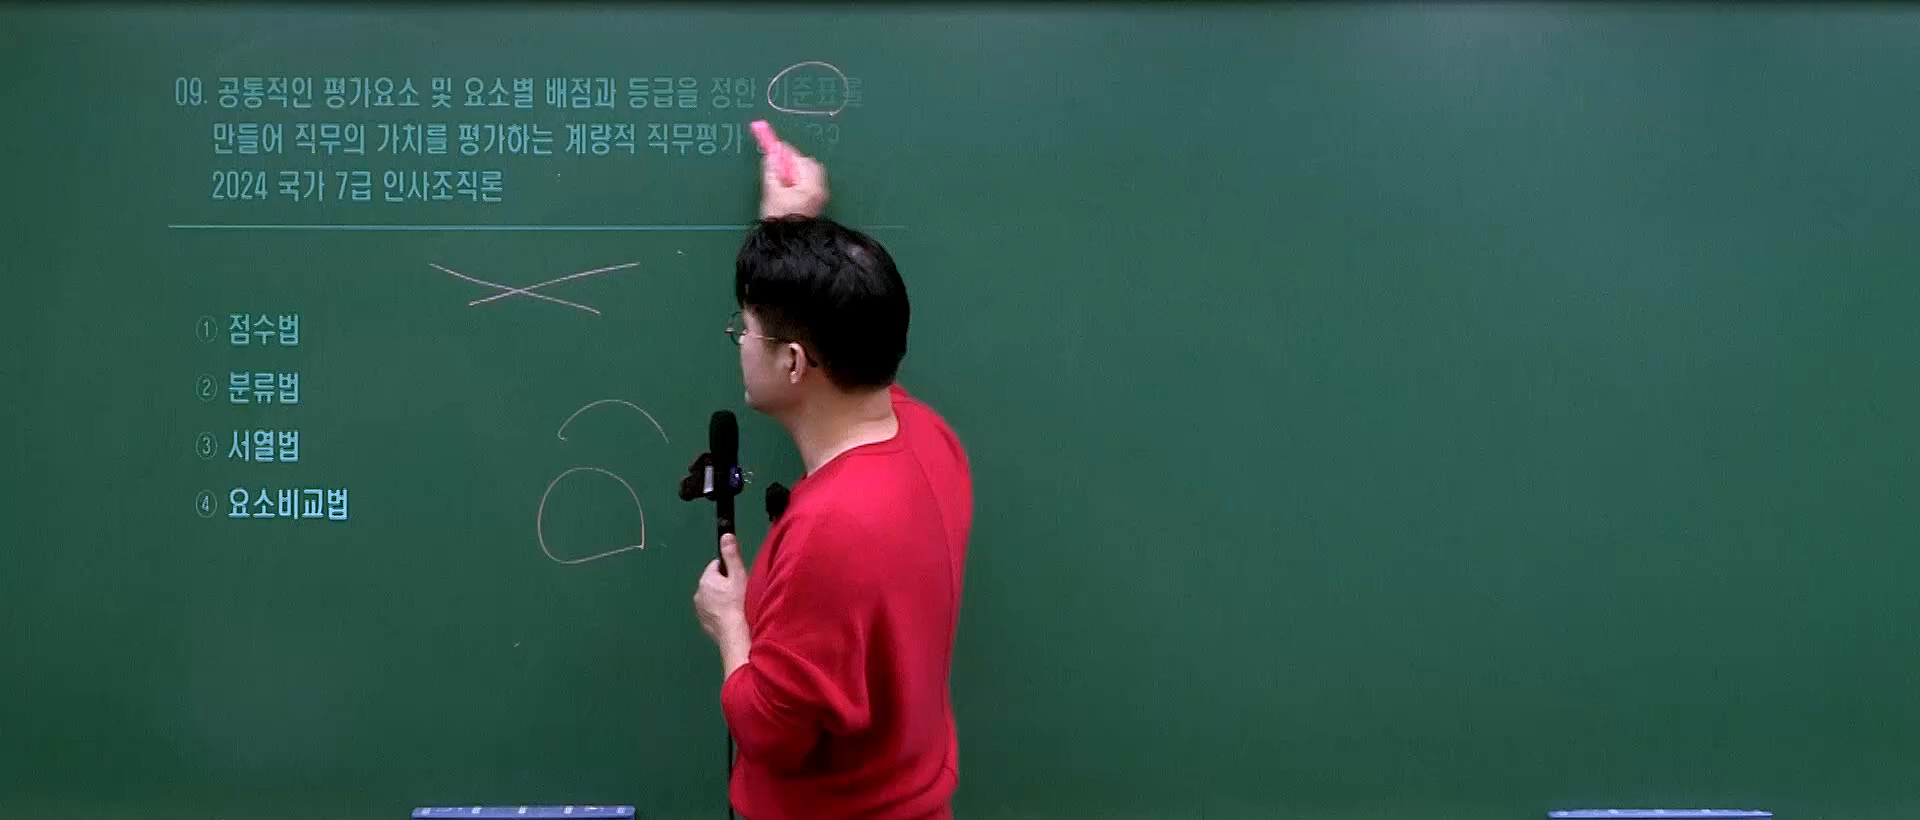 09. 공통적인 평가요소 및 요소별 배점과 등급을 정한 기준표를
만들어 직무의 가치를 평가하는 계량적 직무평가
2024 국가 7급 인사조직론
① 점수법
② 분류법
③ 서열법
④ 요소비교법